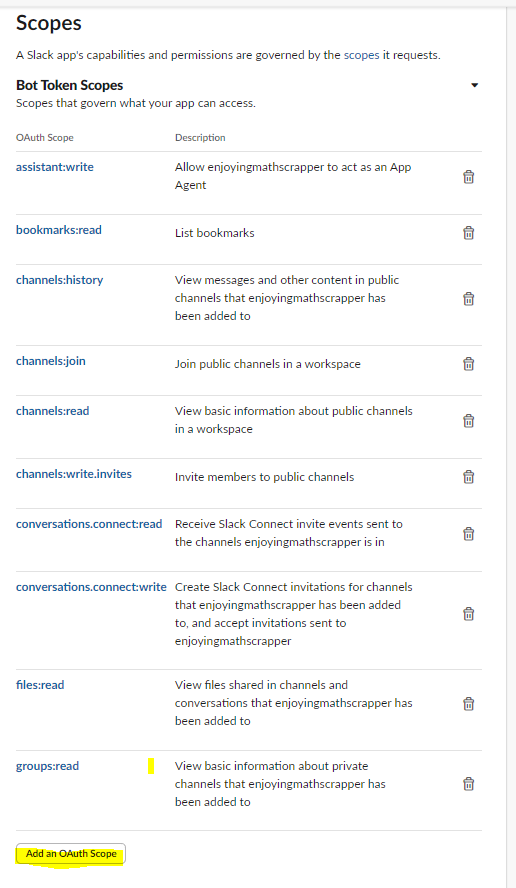 Scopes
A Slack app's capabilities and permissions are governed by the scopes it requests.
Bot Token Scopes
Scopes that govern what your app can access.
OAuth Scope Description
assistant:write Allow enjoyingmathscrapper to act as an App
Agent
bookmarks:read List bookmarks
channels:history View messages and other content in public
channels that enjoyingmathscrapper has
been added to
channels:join Join public channels in a workspace
channels:read View basic information about public channels
in a workspace
channels:write.invites Invite members to public channels
conversations.connect:read Receive Slack Connect invite events sent to
the channels enjoyingmathscrapper is in
conversations.connect:write Create Slack Connect invitations for channels
that enjoyingmathscrapper has been added
to, and accept invitations sent to
enjoyingmathscrapper
files:read View files shared in channels and
conversations that enjoyingmathscrapper has
been added to
groups:read View basic information about private
channels that enjoyingmathscrapper has
been added to
Add an OAuth Scope